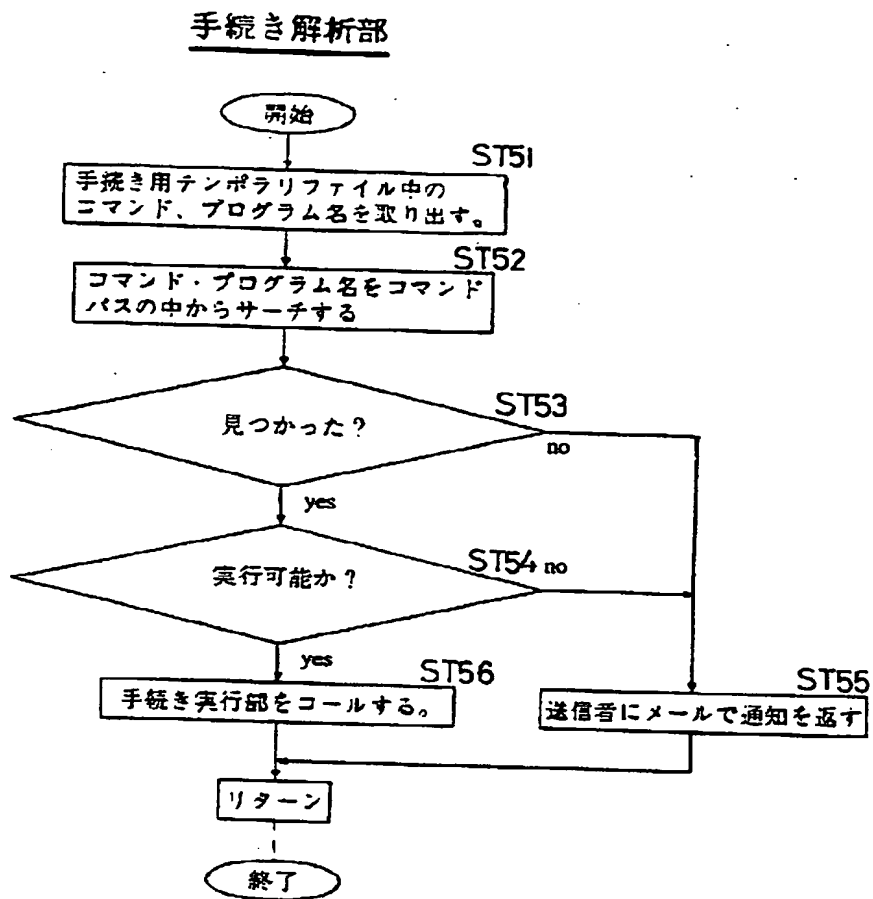 手続き解析部
開始
ST51
手続き用テンポラリファイル中の
コマンド、プログラム名を取り出す。
ST52
コマンド・プログラム名をコマンド
パスの中からサーチする
ST53
見つかった?
no
yes
ST54 no
実行可能か?
yes
ST56
手続き実行部をコールする。
ST55
送信者にメールで通知を返す
リターン
終了